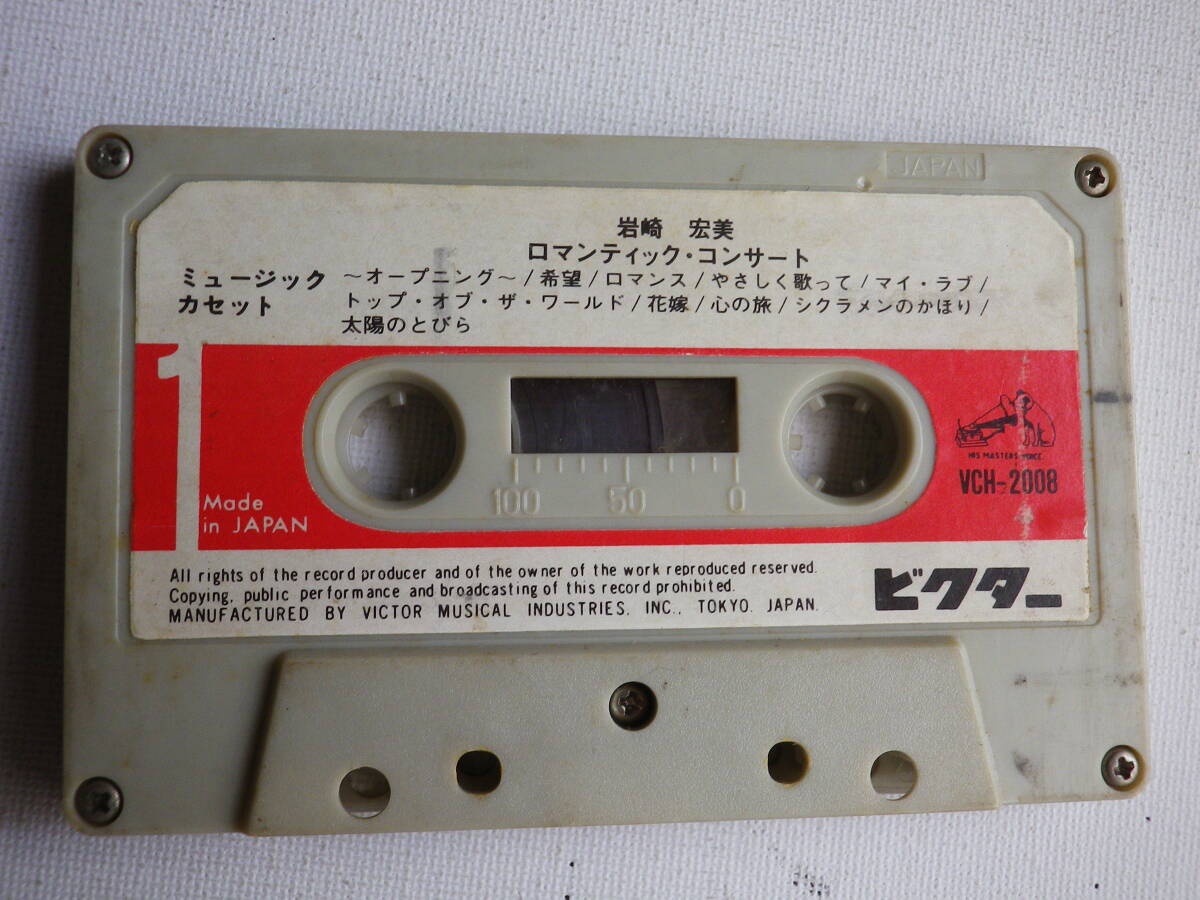 JAPAN
岩崎 宏美
ロマンティック・コンサート
ミュージック
カセット
〜オープニング〜/希望/ロマンス/やさしく歌って/マイ・ラブ/
トップ・オブ・ザ・ワールド/花嫁/心の旅/シクラメンのかほり/
太陽のとびら
1
Made
in JAPAN
100 50 0
HIS MASTERS VOICE
VCH-2008
All rights of the record producer and of the owner of the work reproduced reserved.
Copying, public performance and broadcasting of this record prohibited.
MANUFACTURED BY VICTOR MUSICAL INDUSTRIES, INC., TOKYO, JAPAN.
ビクター